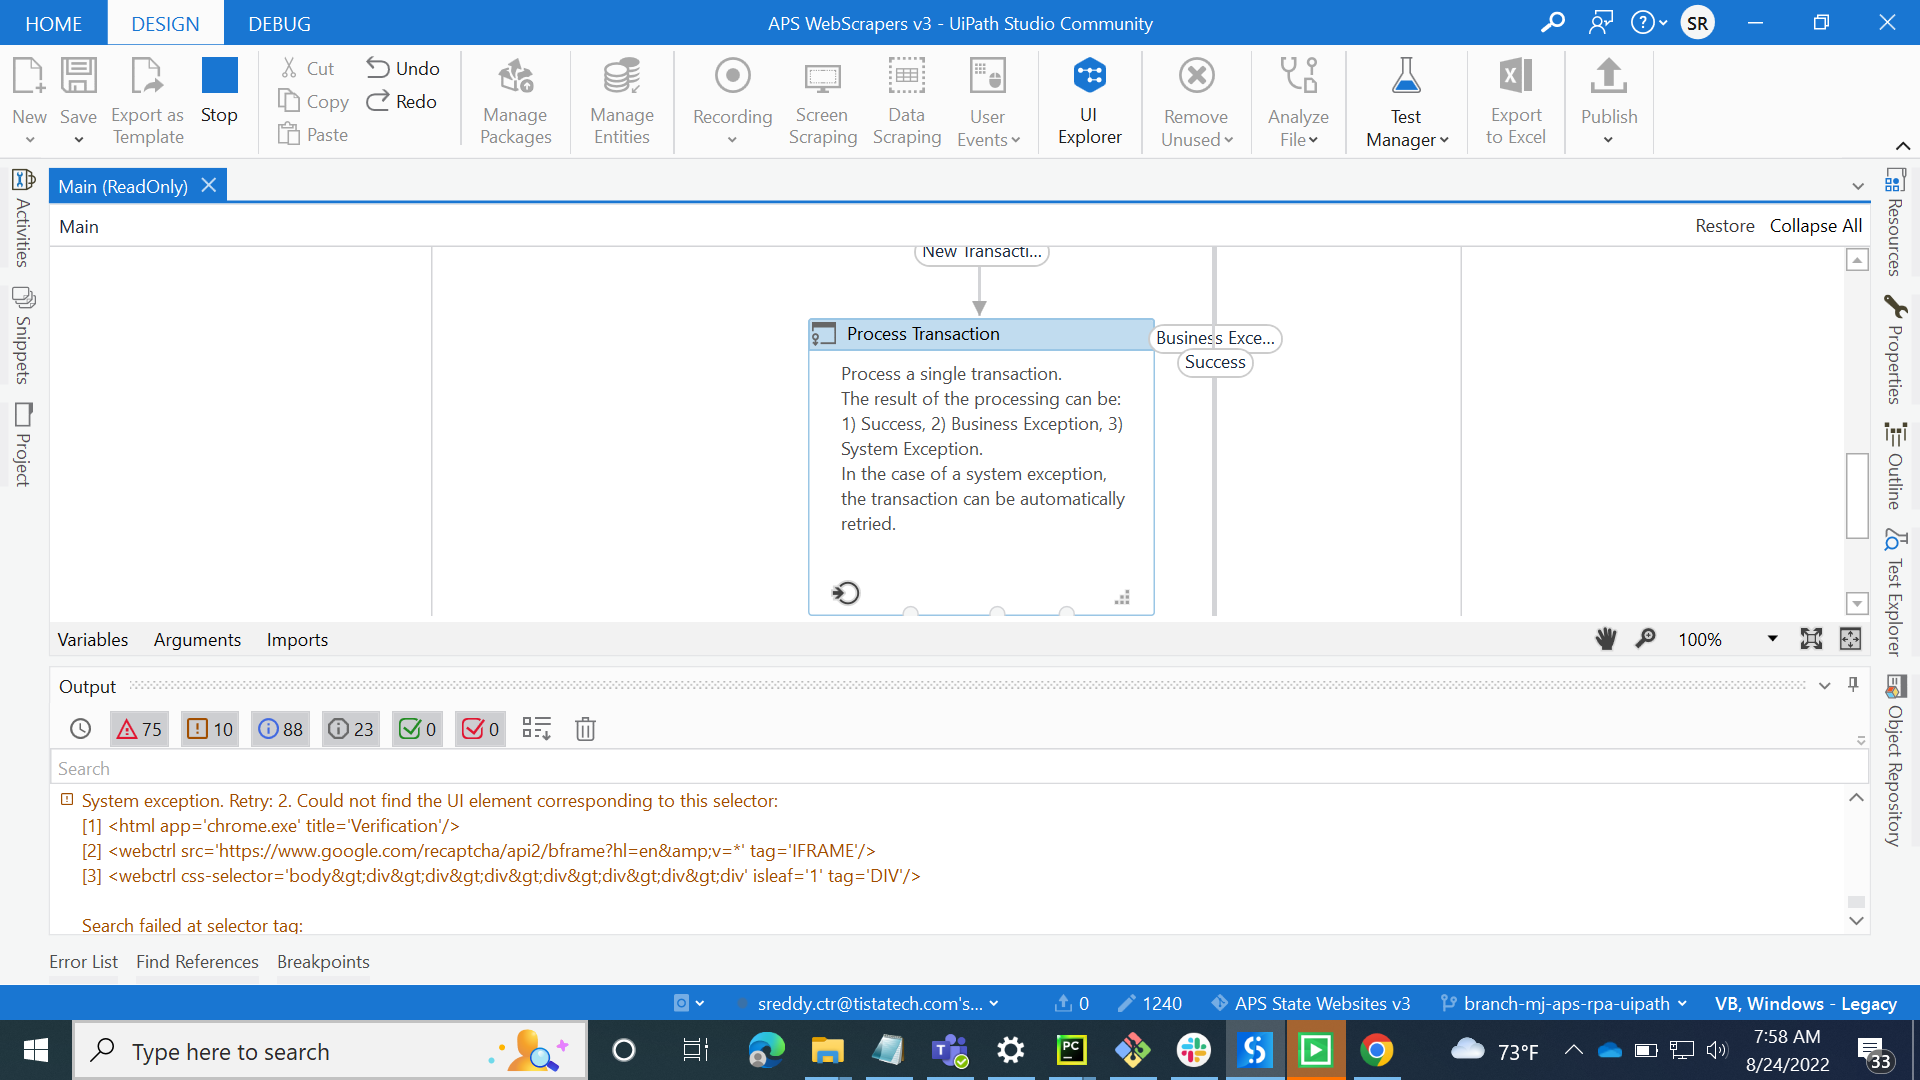 HOME
DESIGN
DEBUG
APS WebScrapers v3 - UiPath Studio Community
SR
New
Save
Export as
Template
Stop
Cut
Copy
Paste
Undo
Redo
Manage
Packages
Manage
Entities
Recording
Screen
Scraping
Data
Scraping
User
Events
UI
Explorer
Remove
Unused
Analyze
File
Test
Manager
Export
to Excel
Publish
Main (ReadOnly)
Main
Restore
Collapse All
Activities
Snippets
Project
Resources
Properties
Outline
Test Explorer
Object Repository
New Transacti...
Process Transaction
Business Exce...
Success
Process a single transaction.
The result of the processing can be:
1) Success, 2) Business Exception, 3)
System Exception.
In the case of a system exception,
the transaction can be automatically
retried.
Variables
Arguments
Imports
100%
Output
75
10
88
23
0
0
Search
System exception. Retry: 2. Could not find the UI element corresponding to this selector:
[1] <html app='chrome.exe' title='Verification'/>
[2] <webctrl src='https://www.google.com/recaptcha/api2/bframe?hl=en&amp;v=*' tag='IFRAME'/>
[3] <webctrl css-selector='body&gt;div&gt;div&gt;div&gt;div&gt;div&gt;div&gt;div' isleaf='1' tag='DIV'/>
Search failed at selector tag:
Error List
Find References
Breakpoints
sreddy.ctr@tistatech.com's...
0
1240
APS State Websites v3
branch-mj-aps-rpa-uipath
VB, Windows - Legacy
Type here to search
PC
73°F
7:58 AM
8/24/2022
33